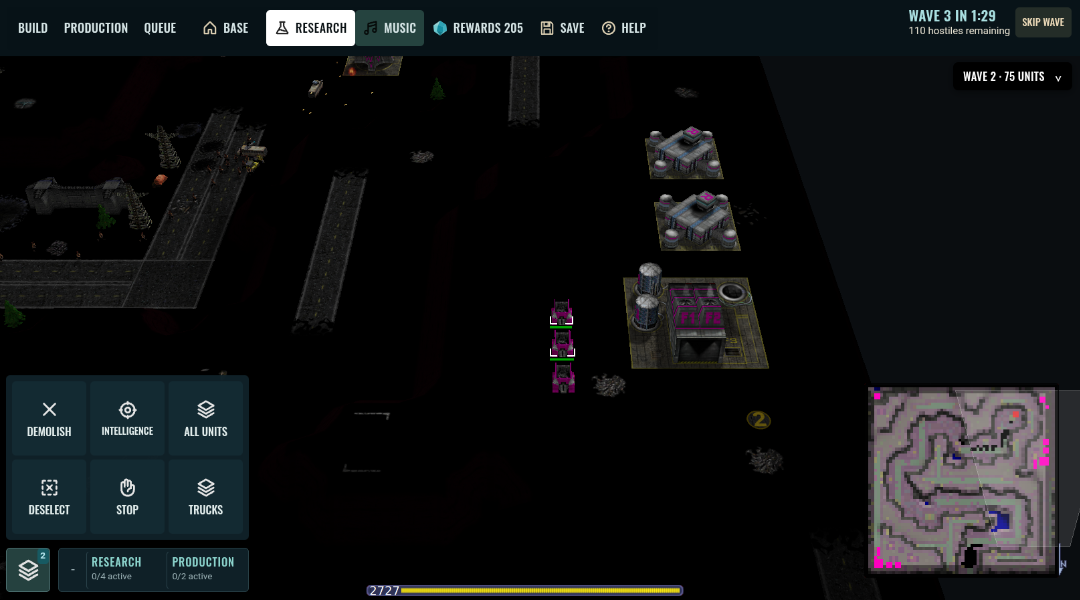 BUILD PRODUCTION QUEUE BASE RESEARCH MUSIC REWARDS 205 SAVE HELP
WAVE 3 IN 1:29
110 hostiles remaining
SKIP WAVE
WAVE 2 · 75 UNITS v
2
DEMOLISH INTELLIGENCE ALL UNITS
DESELECT STOP TRUCKS
2
-
RESEARCH
0/4 active
PRODUCTION
0/2 active
2727
N